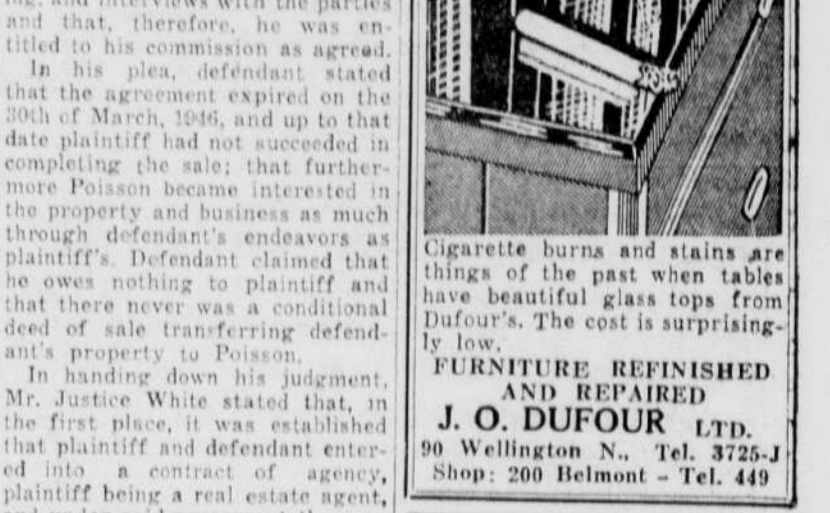 ing, and interviews with the parties
and that, therefore, he was en-
titled to his commission as agreed.
In his plea, defendant stated
that the agreement expired on the
30th of March, 1946, and up to that
date plaintiff had not succeeded in
completing the sale; that further-
more Poisson became interested in
the property and business as much
through defendant's endeavors as
plaintiff's. Defendant claimed that
he owes nothing to plaintiff and
that there never was a conditional
deed of sale transferring defend-
ant's property to Poisson.
In handing down his judgment,
Mr. Justice White stated that, in
the first place, it was established
that plaintiff and defendant enter-
ed into a contract of agency,
plaintiff being a real estate agent,
Cigarette burns and stains are
things of the past when tables
have beautiful glass tops from
Dufour's. The cost is surprising-
ly low.
FURNITURE REFINISHED
AND REPAIRED
J. O. DUFOUR LTD.
90 Wellington N., Tel. 3725-J
Shop: 200 Belmont - Tel. 449